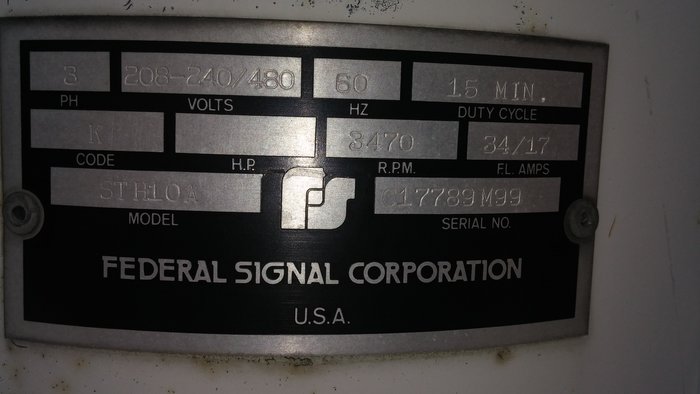 3 208-240/480 60 15 MIN.
PH VOLTS HZ DUTY CYCLE
3470 34/17
CODE H.P. R.P.M. F.L. AMPS
STH10A FS
MODEL SERIAL NO.
FEDERAL SIGNAL CORPORATION
U.S.A.